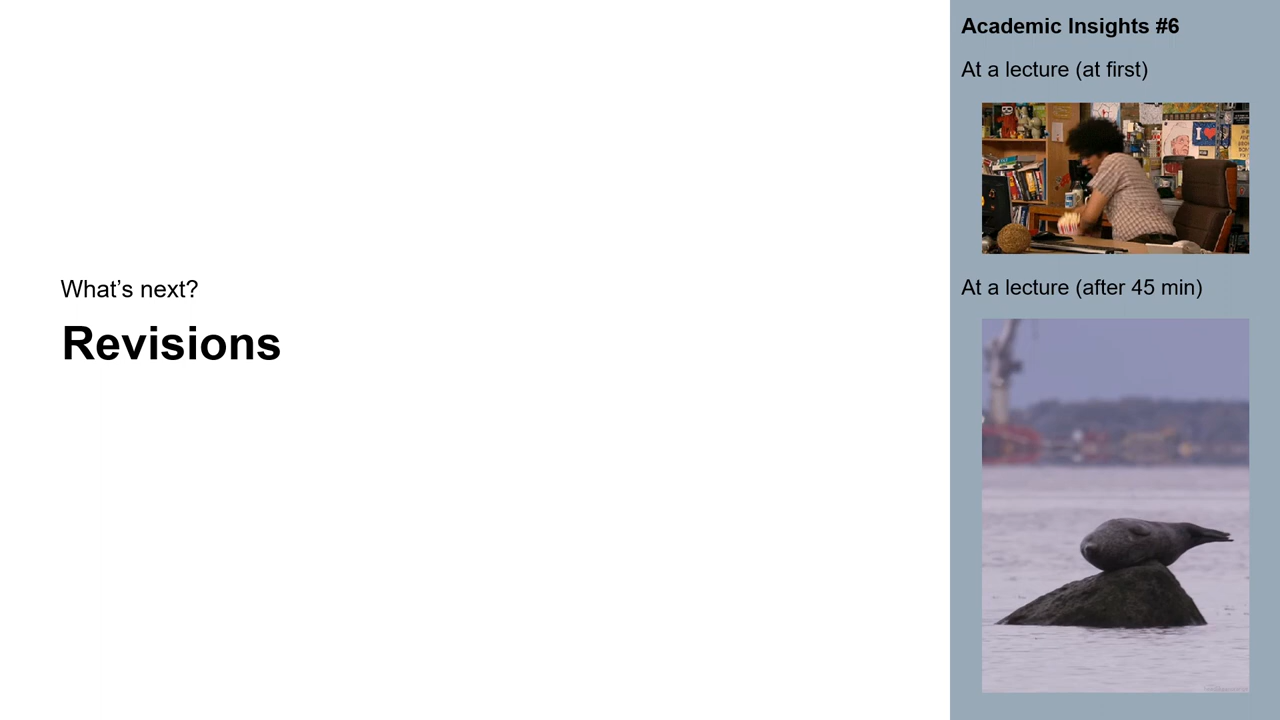 What’s next?
Revisions
Academic Insights #6
At a lecture (at first)
I
At a lecture (after 45 min)